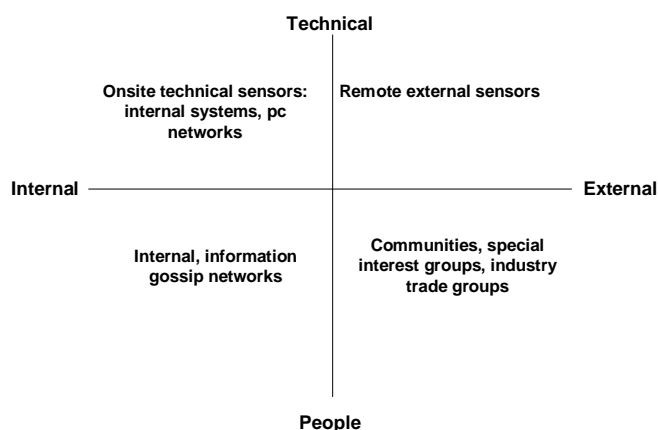 Technical
Onsite technical sensors:
internal systems, pc
networks
Remote external sensors
Internal
External
Internal, information
gossip networks
Communities, special
interest groups, industry
trade groups
People